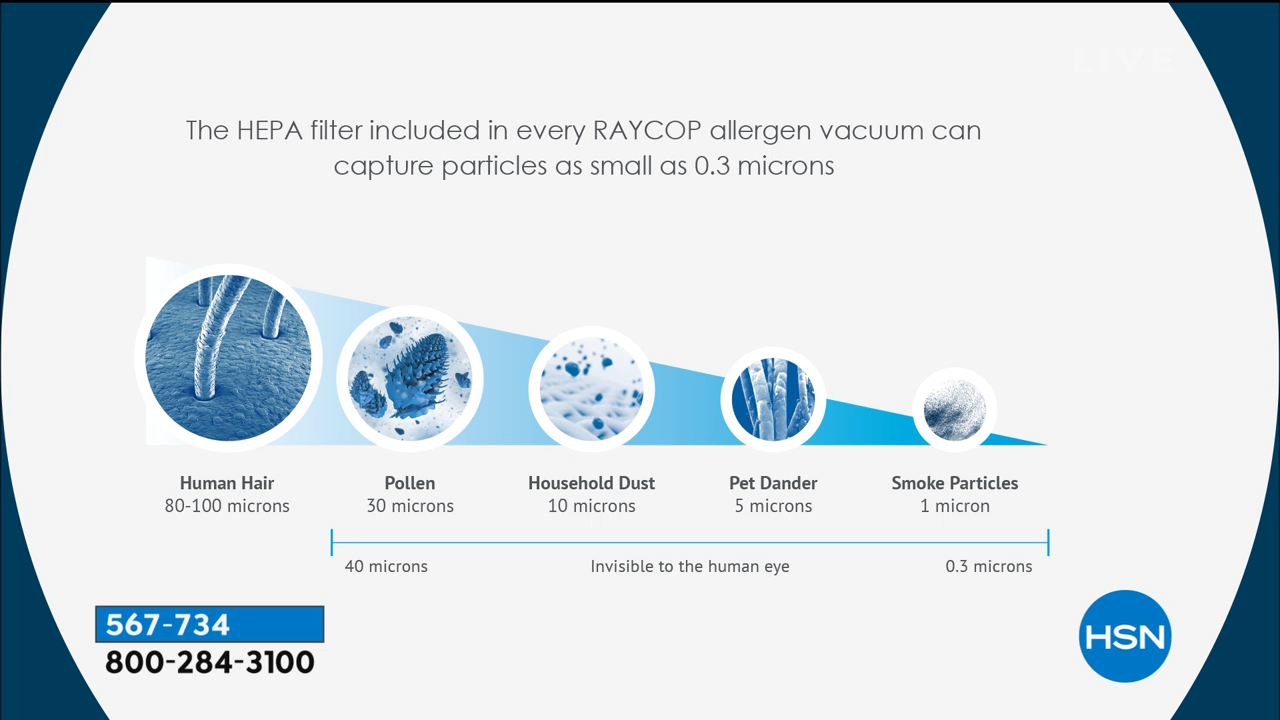 LIVE
The HEPA filter included in every RAYCOP allergen vacuum can
capture particles as small as 0.3 microns
Human Hair
80-100 microns
Pollen
30 microns
Household Dust
10 microns
Pet Dander
5 microns
Smoke Particles
1 micron
40 microns
Invisible to the human eye
0.3 microns
567-734
800-284-3100
HSN